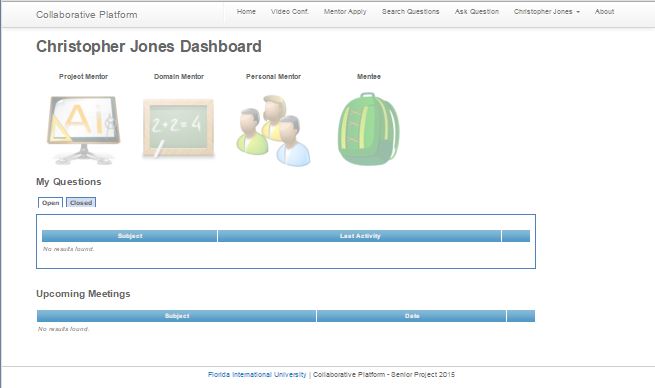 Collaborative Platform Home Video Conf. Mentor Apply Search Questions Ask Question Christopher Jones About
Christopher Jones Dashboard
Project Mentor Domain Mentor Personal Mentor Mentee
Ai
2+2=4
My Questions
Open Closed
Subject Last Activity
No results found.
Upcoming Meetings
Subject Date
No results found.
Florida International University | Collaborative Platform - Senior Project 2015